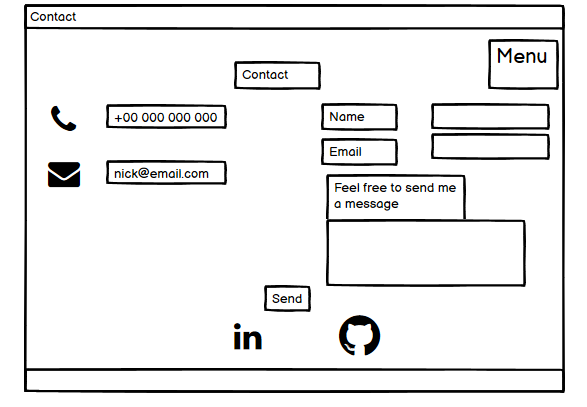 Contact
Menu
Contact
+00 000 000 000
Name
Email
nick@email.com
Feel free to send me
a message
Send
in